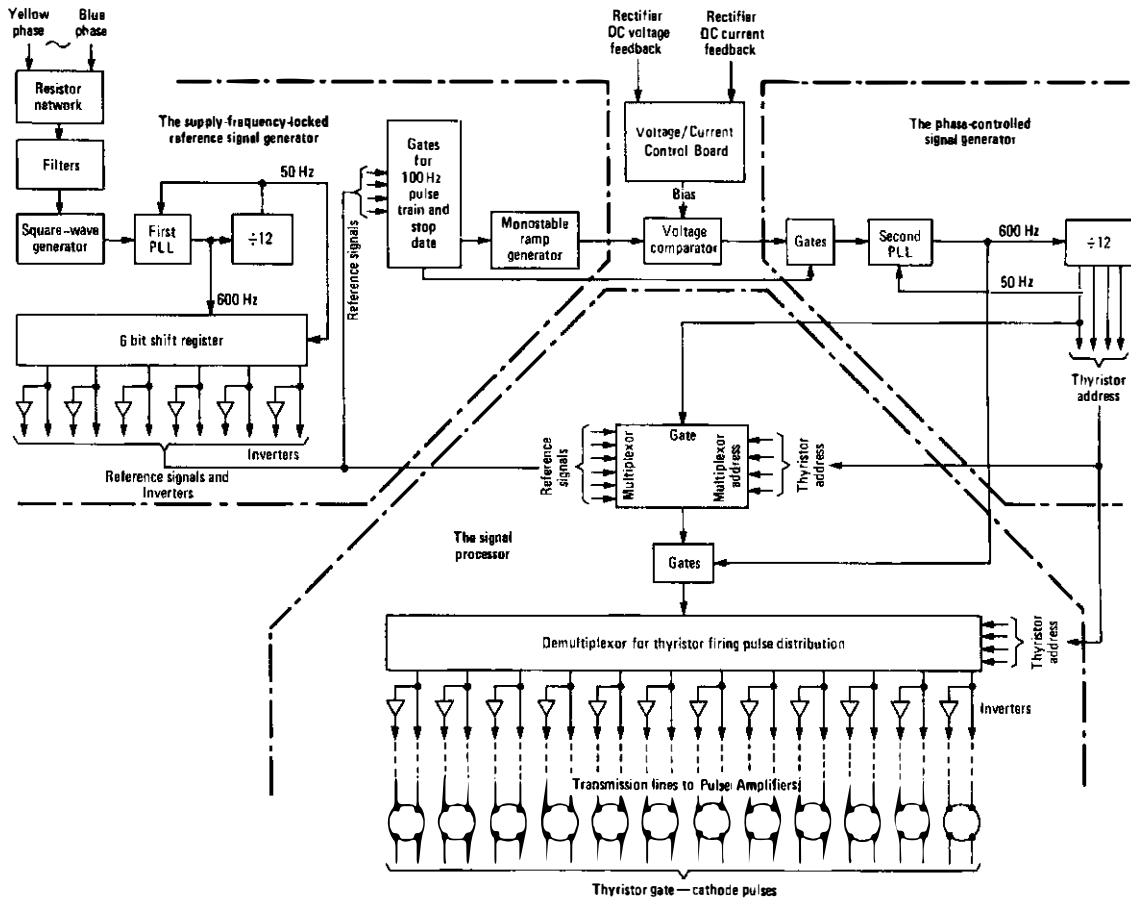 Yellow phase
Blue phase
Resistor network
Filters
Square-wave generator
First PLL
÷12
50 Hz
600 Hz
The supply-frequency-locked reference signal generator
6 bit shift register
Inverters
Reference signals and Inverters
Reference signals
Gates for 100 Hz pulse train and stop date
Monostable ramp generator
Rectifier DC voltage feedback
Rectifier DC current feedback
Voltage/Current Control Board
Bias
Voltage comparator
The phase-controlled signal generator
Gates
Second PLL
600 Hz
÷12
50 Hz
Thyristor address
Reference signals
Multiplexor
Gate
Multiplexor address
Thyristor address
The signal processor
Gates
Demultiplexor for thyristor firing pulse distribution
Thyristor address
Inverters
Transmission lines to Pulse Amplifiers
Thyristor gate — cathode pulses